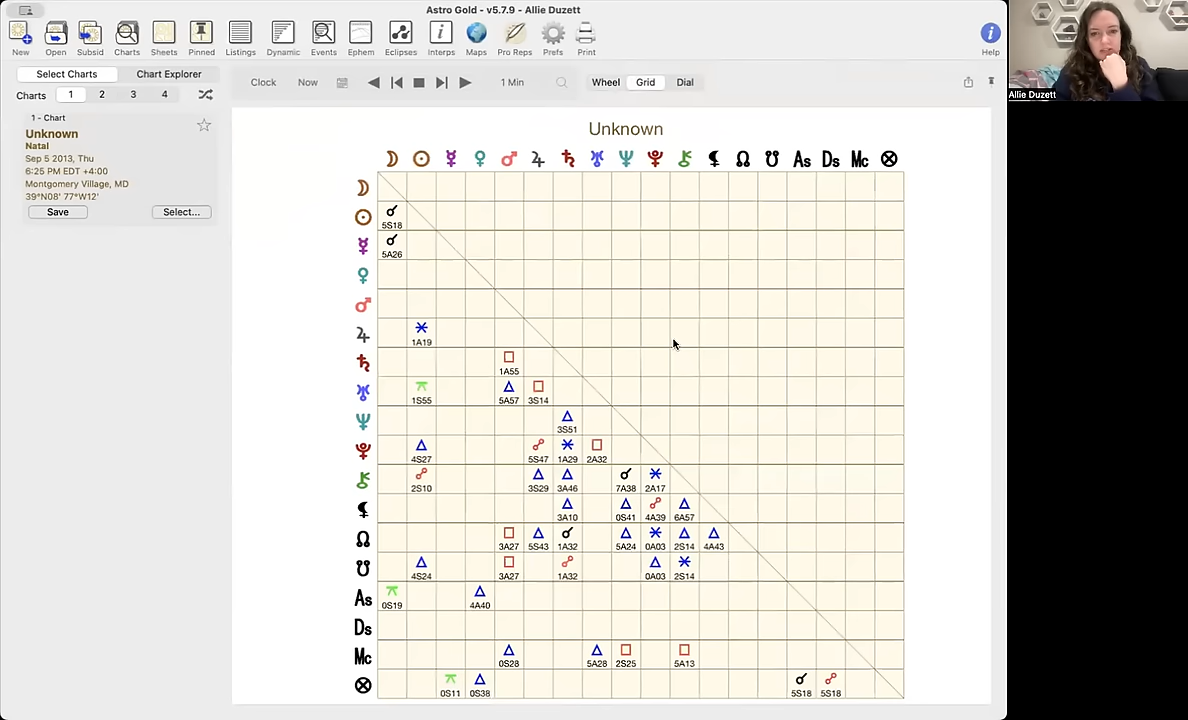 Astro Gold - v5.7.9 - Allie Duzett
New Open Subsid Charts Sheets Pinned Listings Dynamic Events Ephem Eclipses Interps Maps Pro Reps Prefs Print Help
Select Charts Chart Explorer
Clock Now 1 Min Wheel Grid Dial
Charts 1 2 3 4
Allie Duzett
1 - Chart
Unknown
Natal
Sep 5 2013, Thu
6:25 PM EDT +4:00
Montgomery Village, MD
39°N08' 77°W12'
Save Select...
Unknown
As Ds Mc
5S18
5A26
1A19
1A55
1S55 5A57 3S14
3S51
4S27 5S47 1A29 2A32
2S10 3S29 3A46 7A38 2A17
3A10 0S41 4A39 6A57
3A27 5S43 1A32 5A24 0A03 2S14 4A43
4S24 3A27 1A32 0A03 2S14
As
0S19 4A40
Ds
Mc
0S28 5A28 2S25 5A13
0S11 0S38 5S18 5S18